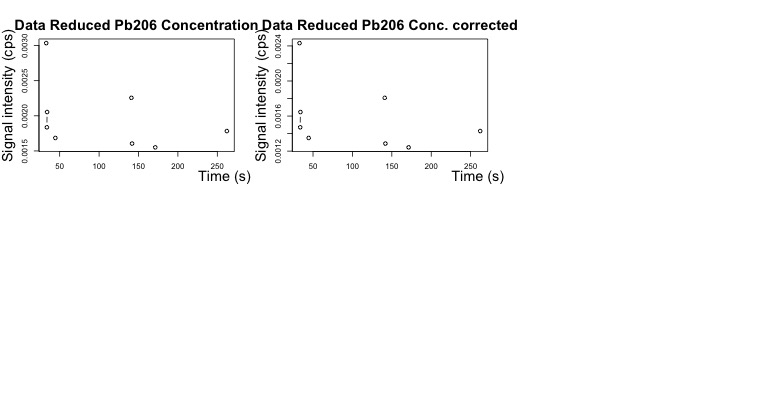 Data Reduced Pb206 Concentration
Signal intensity (cps)
0.0015 0.0020 0.0025 0.0030
50 100 150 200 250
Time (s)
Data Reduced Pb206 Conc. corrected
Signal intensity (cps)
0.0012 0.0016 0.0020 0.0024
50 100 150 200 250
Time (s)